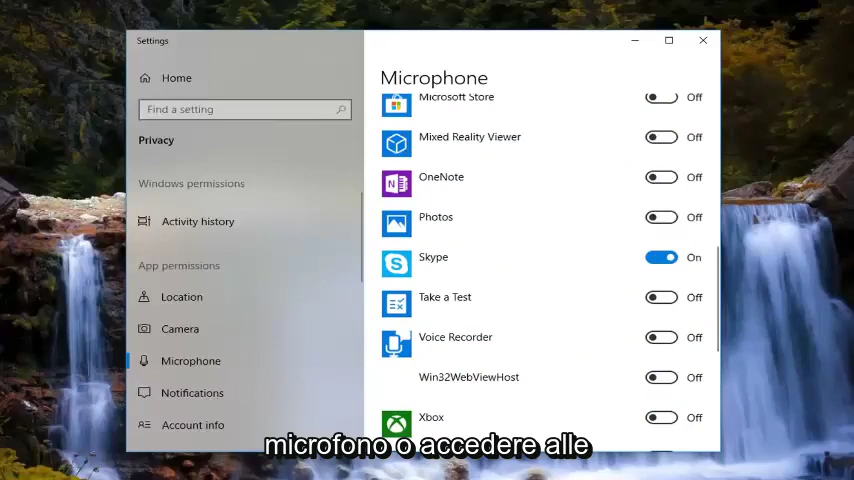 Settings
Home
Find a setting
Privacy
Windows permissions
Activity history
App permissions
Location
Camera
Microphone
Notifications
Account info
Microphone
Microsoft Store Off
Mixed Reality Viewer Off
OneNote Off
Photos Off
Skype On
Take a Test Off
Voice Recorder Off
Win32WebViewHost Off
Xbox Off
microfono o accedere alle